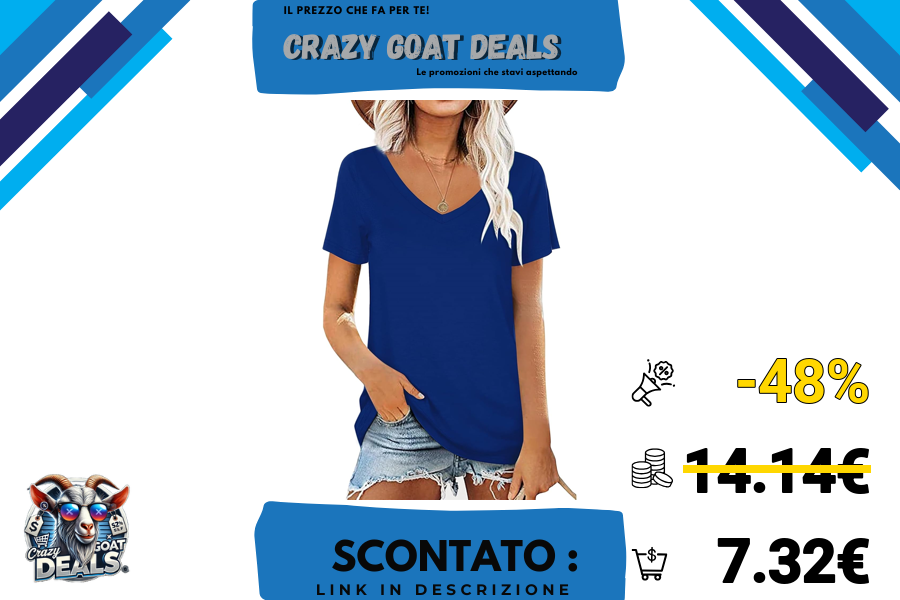 IL PREZZO CHE FA PER TE!
CRAZY GOAT DEALS
Le promozioni che stavi aspettando
-48%
14.14€
7.32€
SCONTATO :
LINK IN DESCRIZIONE
Crazy
GOAT
DEALS